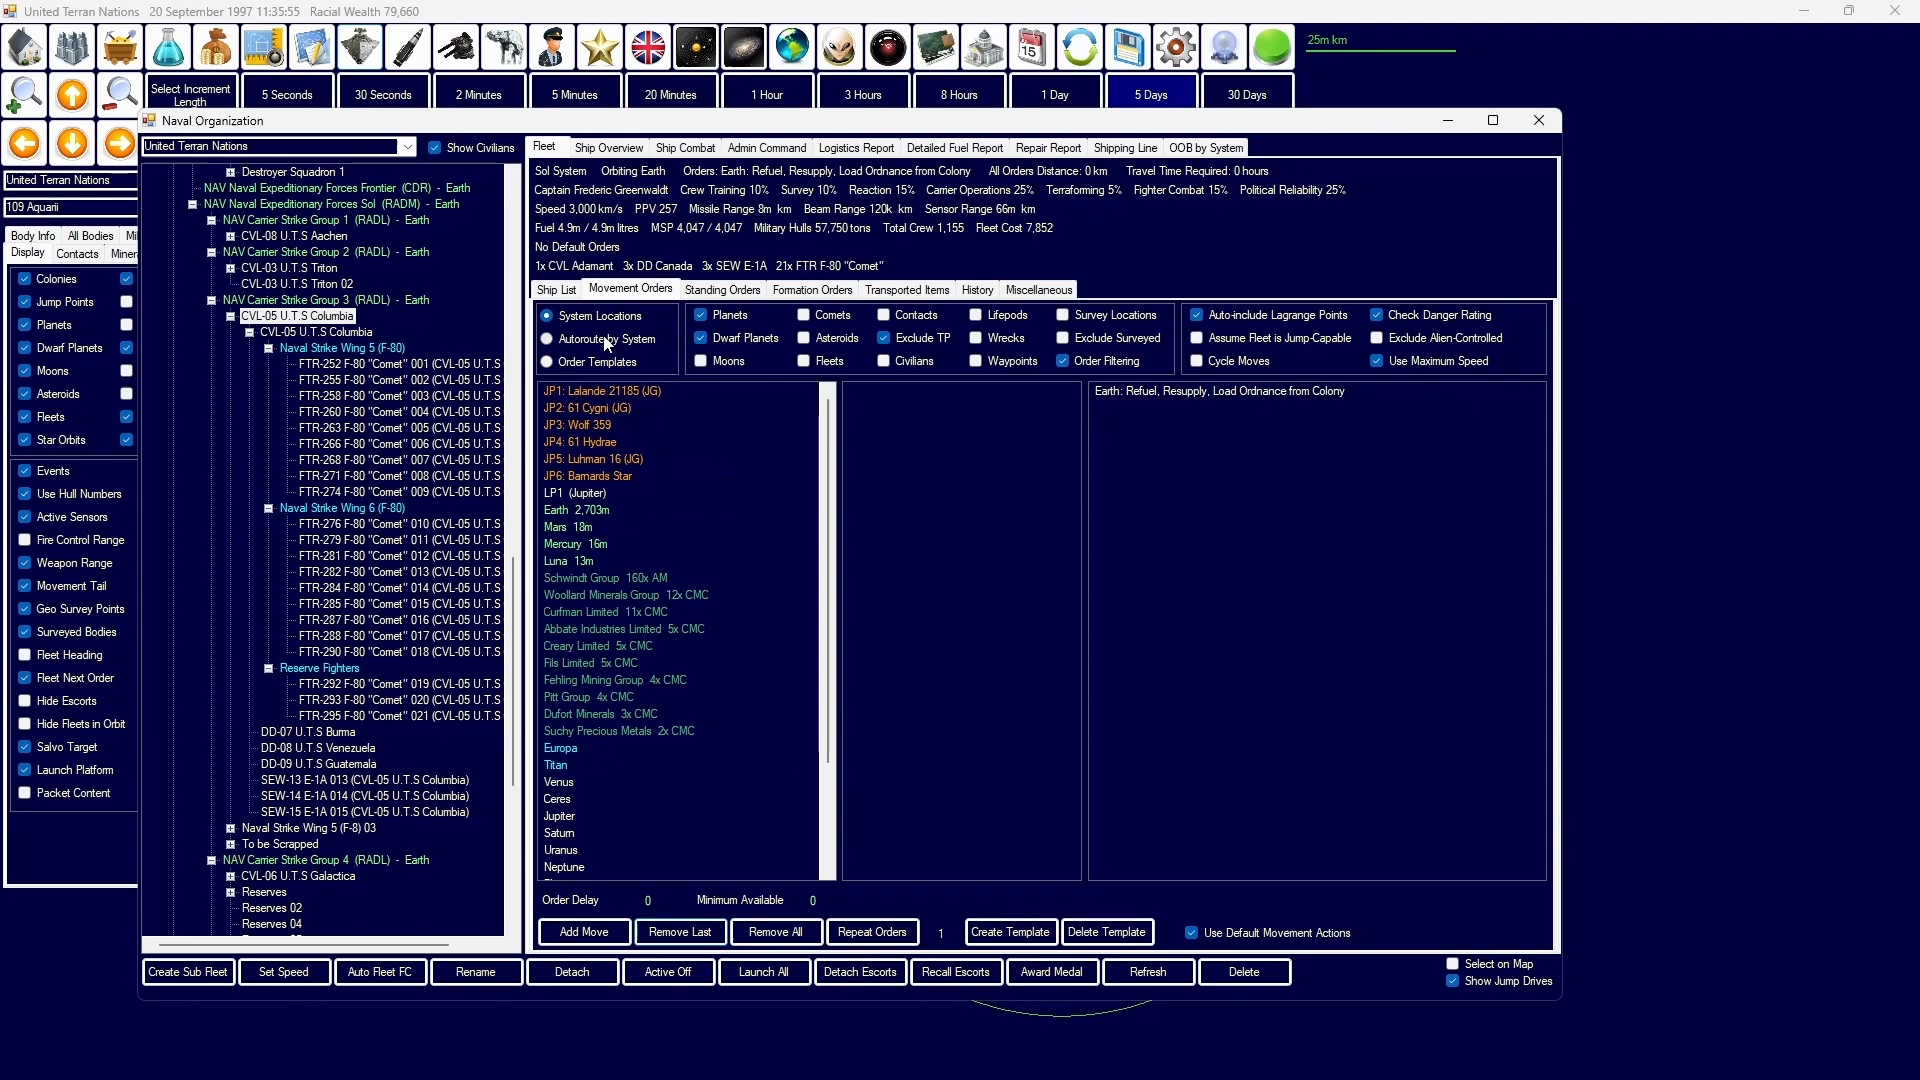 United Terran Nations   20 September 1997 11:35:55   Racial Wealth 79,660
25m km
Select Increment Length
5 Seconds
30 Seconds
2 Minutes
5 Minutes
20 Minutes
1 Hour
3 Hours
8 Hours
1 Day
5 Days
30 Days
Naval Organization
United Terran Nations
109 Aquarii
Body Info
All Bodies
Display
Contacts
Colonies
Jump Points
Planets
Dwarf Planets
Moons
Asteroids
Fleets
Star Orbits
Events
Use Hull Numbers
Active Sensors
Fire Control Range
Weapon Range
Movement Tail
Geo Survey Points
Surveyed Bodies
Fleet Heading
Fleet Next Order
Hide Escorts
Hide Fleets in Orbit
Salvo Target
Launch Platform
Packet Content
United Terran Nations
Show Civilians
Destroyer Squadron 1
NAV Naval Expeditionary Forces Frontier  (CDR)  -  Earth
NAV Naval Expeditionary Forces Sol  (RADM)  -  Earth
NAV Carrier Strike Group 1  (RADL)  -  Earth
CVL-08 U.T.S Aachen
NAV Carrier Strike Group 2  (RADL)  -  Earth
CVL-03 U.T.S Triton
CVL-03 U.T.S Triton 02
NAV Carrier Strike Group 3  (RADL)  -  Earth
CVL-05 U.T.S Columbia
CVL-05 U.T.S Columbia
Naval Strike Wing 5 (F-80)
FTR-252 F-80 "Comet" 001 (CVL-05 U.T.S
FTR-255 F-80 "Comet" 002 (CVL-05 U.T.S
FTR-258 F-80 "Comet" 003 (CVL-05 U.T.S
FTR-260 F-80 "Comet" 004 (CVL-05 U.T.S
FTR-263 F-80 "Comet" 005 (CVL-05 U.T.S
FTR-266 F-80 "Comet" 006 (CVL-05 U.T.S
FTR-268 F-80 "Comet" 007 (CVL-05 U.T.S
FTR-271 F-80 "Comet" 008 (CVL-05 U.T.S
FTR-274 F-80 "Comet" 009 (CVL-05 U.T.S
Naval Strike Wing 6 (F-80)
FTR-276 F-80 "Comet" 010 (CVL-05 U.T.S
FTR-279 F-80 "Comet" 011 (CVL-05 U.T.S
FTR-281 F-80 "Comet" 012 (CVL-05 U.T.S
FTR-282 F-80 "Comet" 013 (CVL-05 U.T.S
FTR-284 F-80 "Comet" 014 (CVL-05 U.T.S
FTR-285 F-80 "Comet" 015 (CVL-05 U.T.S
FTR-287 F-80 "Comet" 016 (CVL-05 U.T.S
FTR-288 F-80 "Comet" 017 (CVL-05 U.T.S
FTR-290 F-80 "Comet" 018 (CVL-05 U.T.S
Reserve Fighters
FTR-292 F-80 "Comet" 019 (CVL-05 U.T.S
FTR-293 F-80 "Comet" 020 (CVL-05 U.T.S
FTR-295 F-80 "Comet" 021 (CVL-05 U.T.S
DD-07 U.T.S Burma
DD-08 U.T.S Venezuela
DD-09 U.T.S Guatemala
SEW-13 E-1A 013 (CVL-05 U.T.S Columbia)
SEW-14 E-1A 014 (CVL-05 U.T.S Columbia)
SEW-15 E-1A 015 (CVL-05 U.T.S Columbia)
Naval Strike Wing 5 (F-8) 03
To be Scrapped
NAV Carrier Strike Group 4  (RADL)  -  Earth
CVL-06 U.T.S Galactica
Reserves
Reserves 02
Reserves 04
Fleet
Ship Overview
Ship Combat
Admin Command
Logistics Report
Detailed Fuel Report
Repair Report
Shipping Line
OOB by System
Sol System   Orbiting Earth   Orders: Earth: Refuel, Resupply, Load Ordnance from Colony   All Orders Distance: 0 km   Travel Time Required: 0 hours
Captain Frederic Greenwaldt   Crew Training 10%   Survey 10%   Reaction 15%   Carrier Operations 25%   Terraforming 5%   Fighter Combat 15%   Political Reliability 25%
Speed 3,000 km/s   PPV 257   Missile Range 8m km   Beam Range 120k km   Sensor Range 66m km
Fuel 4.9m / 4.9m litres   MSP 4,047 / 4,047   Military Hulls 57,750 tons   Total Crew 1,155   Fleet Cost 7,852
No Default Orders
1x CVL Adamant   3x DD Canada   3x SEW E-1A   21x FTR F-80 "Comet"
Ship List
Movement Orders
Standing Orders
Formation Orders
Transported Items
History
Miscellaneous
System Locations
Autoroute by System
Order Templates
Planets
Comets
Contacts
Lifepods
Survey Locations
Dwarf Planets
Asteroids
Exclude TP
Wrecks
Exclude Surveyed
Moons
Fleets
Civilians
Waypoints
Order Filtering
Auto-include Lagrange Points
Check Danger Rating
Assume Fleet is Jump-Capable
Exclude Alien-Controlled
Cycle Moves
Use Maximum Speed
JP1: Lalande 21185 (JG)
JP2: 61 Cygni (JG)
JP3: Wolf 359
JP4: 61 Hydrae
JP5: Luhman 16 (JG)
JP6: Barnards Star
LP1  (Jupiter)
Earth  2,703m
Mars  18m
Mercury  16m
Luna  13m
Schwindt Group  160x AM
Woollard Minerals Group  12x CMC
Curfman Limited  11x CMC
Abbate Industries Limited  5x CMC
Creary Limited  5x CMC
Fils Limited  5x CMC
Fehling Mining Group  4x CMC
Pitt Group  4x CMC
Dufort Minerals  3x CMC
Suchy Precious Metals  2x CMC
Europa
Titan
Venus
Ceres
Jupiter
Saturn
Uranus
Neptune
Earth: Refuel, Resupply, Load Ordnance from Colony
Order Delay   0   Minimum Available   0
Add Move
Remove Last
Remove All
Repeat Orders
1
Create Template
Delete Template
Use Default Movement Actions
Create Sub Fleet
Set Speed
Auto Fleet FC
Rename
Detach
Active Off
Launch All
Detach Escorts
Recall Escorts
Award Medal
Refresh
Delete
Select on Map
Show Jump Drives